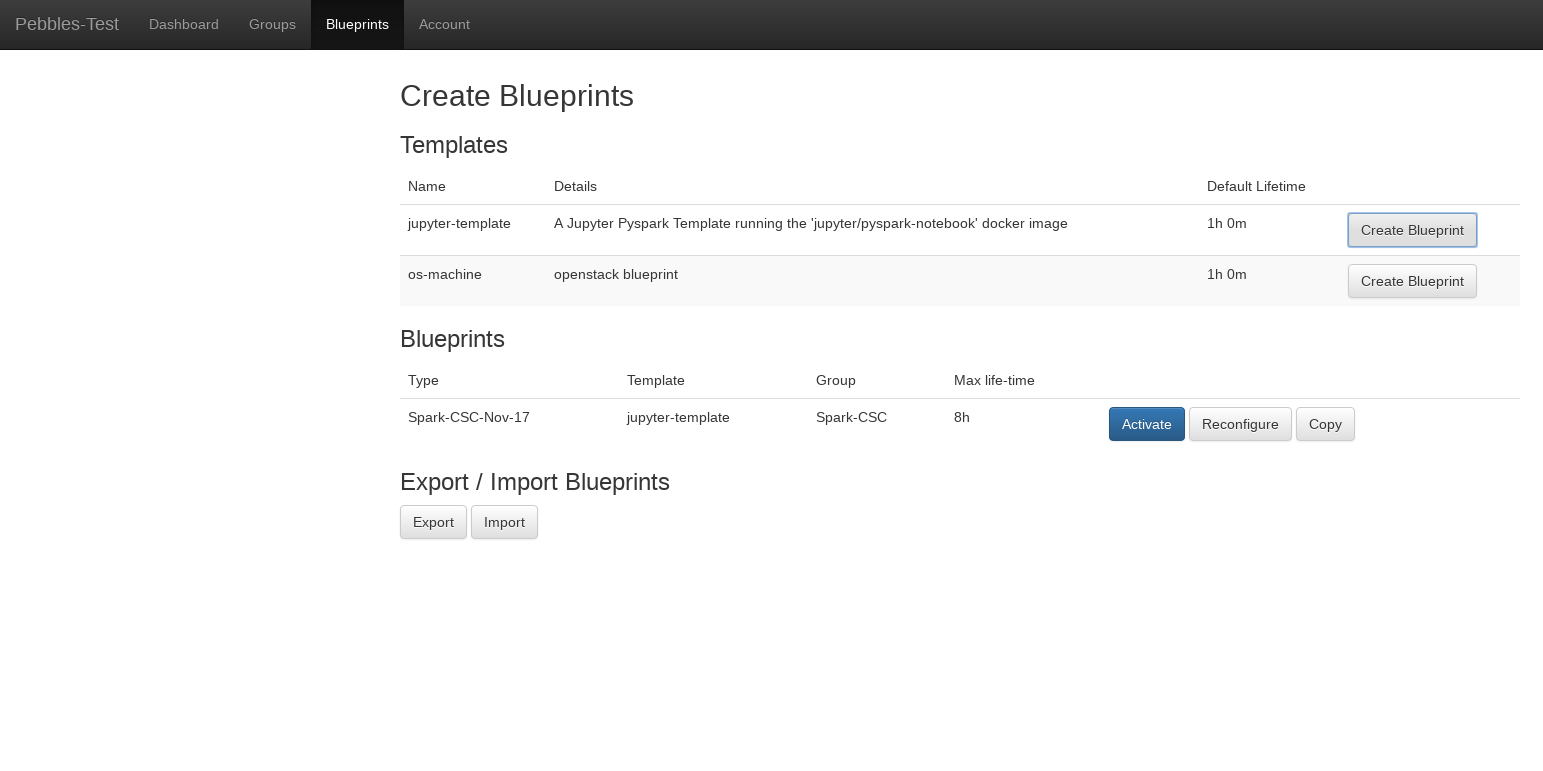 Pebbles-Test Dashboard Groups Blueprints Account
Create Blueprints
Templates
Name Details Default Lifetime
jupyter-template A Jupyter Pyspark Template running the 'jupyter/pyspark-notebook' docker image 1h 0m Create Blueprint
os-machine openstack blueprint 1h 0m Create Blueprint
Blueprints
Type Template Group Max life-time
Spark-CSC-Nov-17 jupyter-template Spark-CSC 8h Activate Reconfigure Copy
Export / Import Blueprints
Export Import